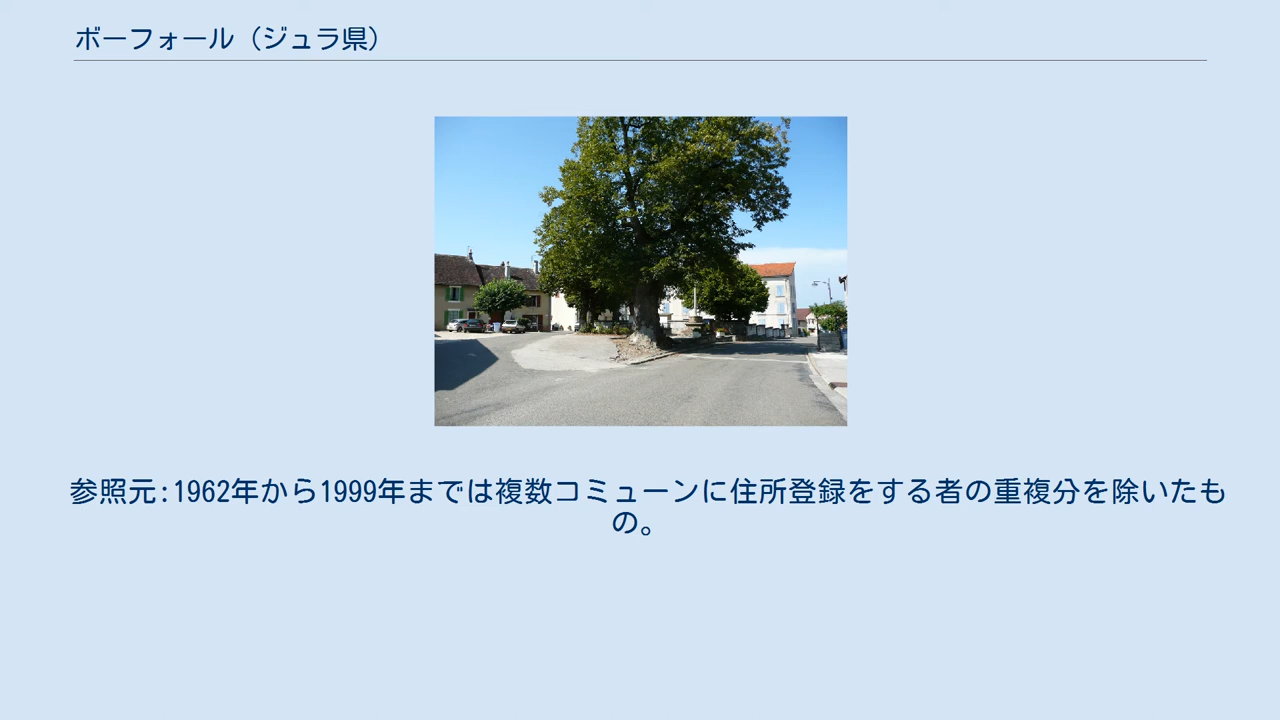 ボーフォール（ジュラ県）
参照元:1962年から1999年までは複数コミューンに住所登録をする者の重複分を除いたも
の。